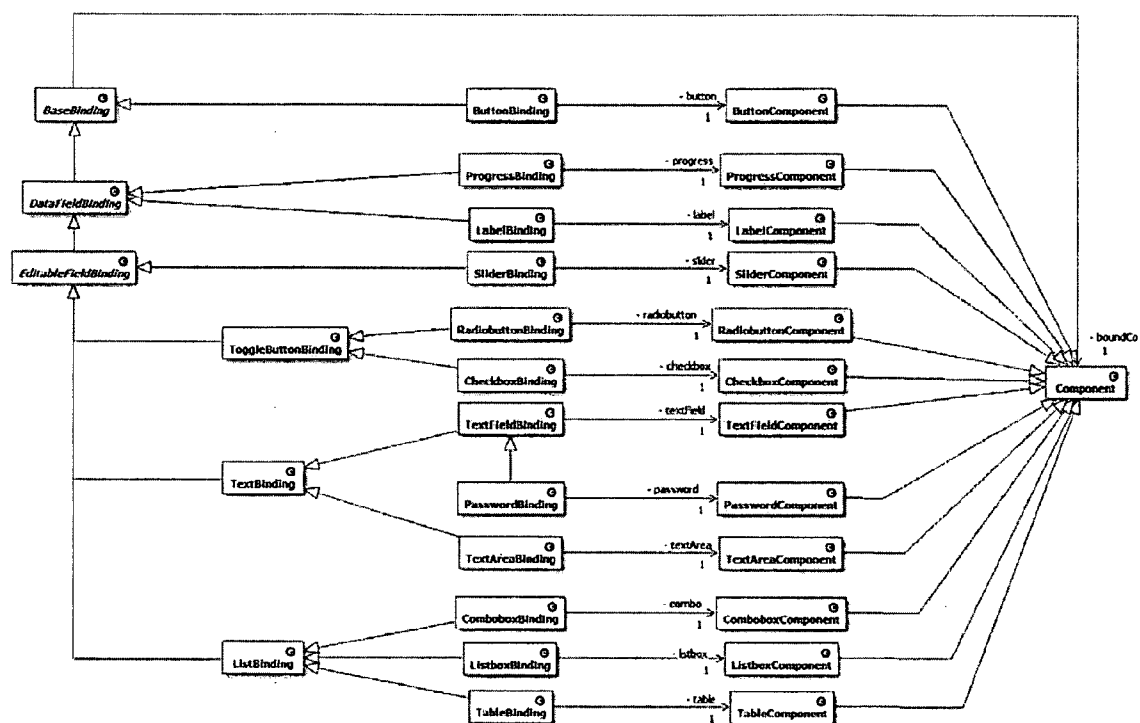 BaseBinding
ButtonBinding
- button
1
ButtonComponent
ProgressBinding
- progress
1
ProgressComponent
DataFieldBinding
LabelBinding
- label
1
LabelComponent
EditableFieldBinding
SliderBinding
- slider
1
SliderComponent
RadiobuttonBinding
- radiobutton
1
RadiobuttonComponent
ToggleButtonBinding
- boundCo
1
Component
CheckboxBinding
- checkbox
1
CheckboxComponent
TextFieldBinding
- textField
1
TextFieldComponent
TextBinding
PasswordBinding
- password
1
PasswordComponent
TextAreaBinding
- textArea
1
TextAreaComponent
ComboboxBinding
- combo
1
ComboboxComponent
ListBinding
ListboxBinding
- listbox
1
ListboxComponent
TableBinding
- table
1
TableComponent